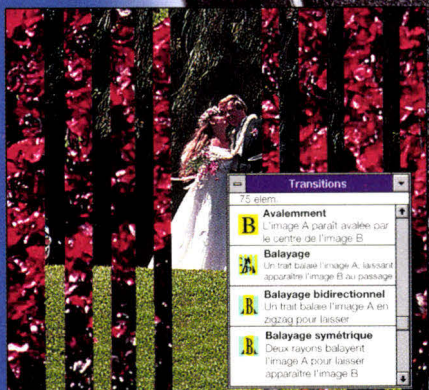 Transitions
75 elem.
B
Avalemment
L'image A paraît avalée par
le centre de l'image B
Balayage
Un trait balaie l'image A, laissant
apparaître l'image B au passage
B
Balayage bidirectionnel
Un trait balaie l'image A en
zigzag pour laisser
B
Balayage symétrique
Deux rayons balayent
l'image A pour laisser
apparaître l'image B